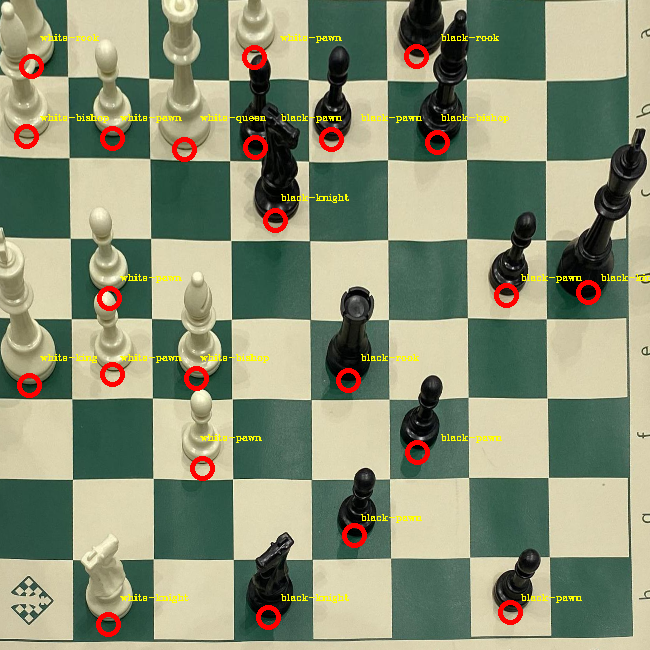 a
white-rook
white-pawn
black-rook
b
white-bishop
white-pawn
white-queen
black-pawn
black-pawn
black-bishop
c
black-knight
d
white-pawn
black-pawn
e
white-king
white-pawn
white-bishop
black-rook
f
white-pawn
black-pawn
g
black-pawn
h
white-knight
black-knight
black-pawn